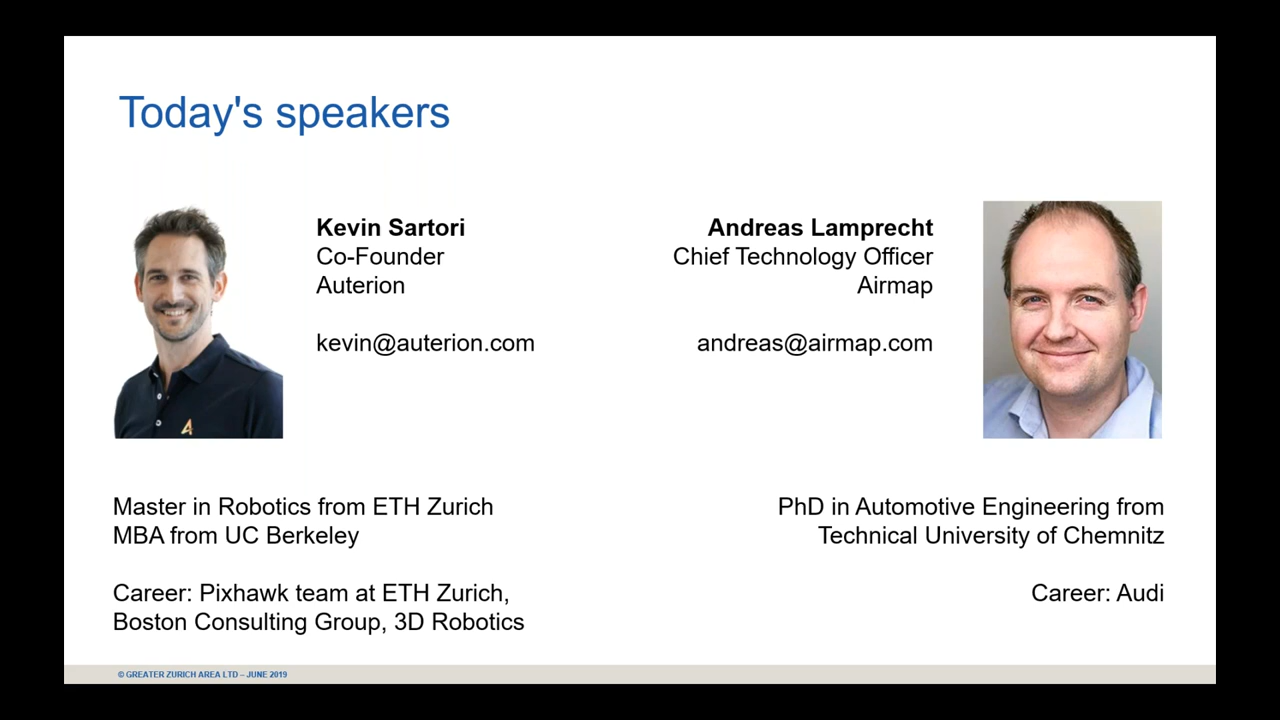 Today's speakers
Kevin Sartori
Co-Founder
Auterion
kevin@auterion.com
Andreas Lamprecht
Chief Technology Officer
Airmap
andreas@airmap.com
Master in Robotics from ETH Zurich
MBA from UC Berkeley
Career: Pixhawk team at ETH Zurich,
Boston Consulting Group, 3D Robotics
PhD in Automotive Engineering from
Technical University of Chemnitz
Career: Audi
© GREATER ZURICH AREA LTD – JUNE 2019